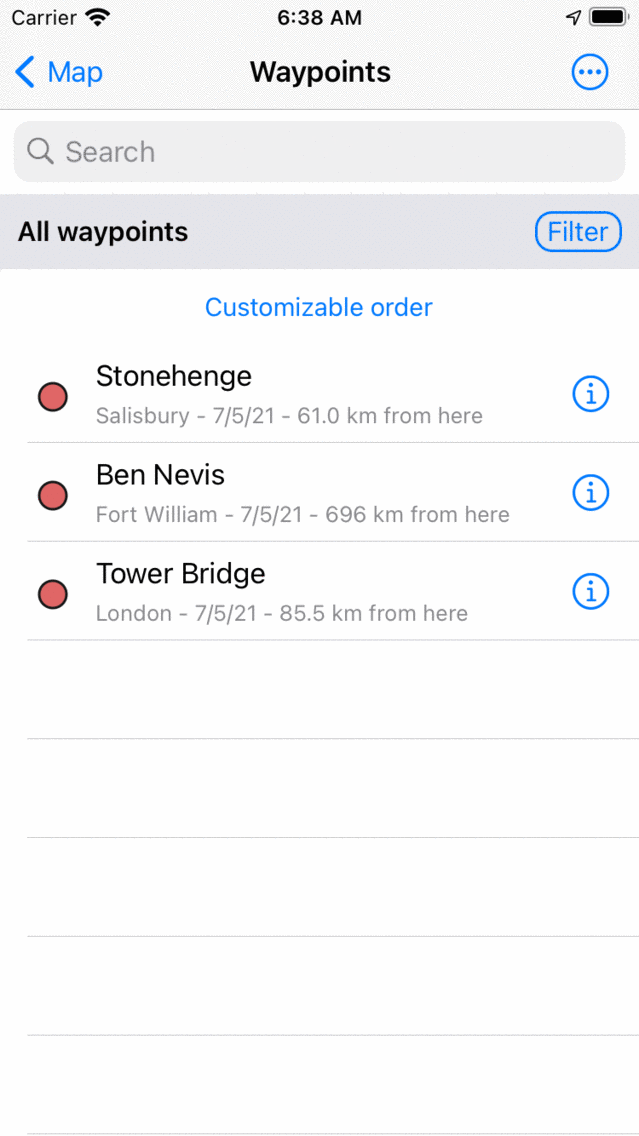 Carrier 6:38 AM
Map Waypoints
Search
All waypoints Filter
Customizable order
Stonehenge
Salisbury - 7/5/21 - 61.0 km from here
Ben Nevis
Fort William - 7/5/21 - 696 km from here
Tower Bridge
London - 7/5/21 - 85.5 km from here